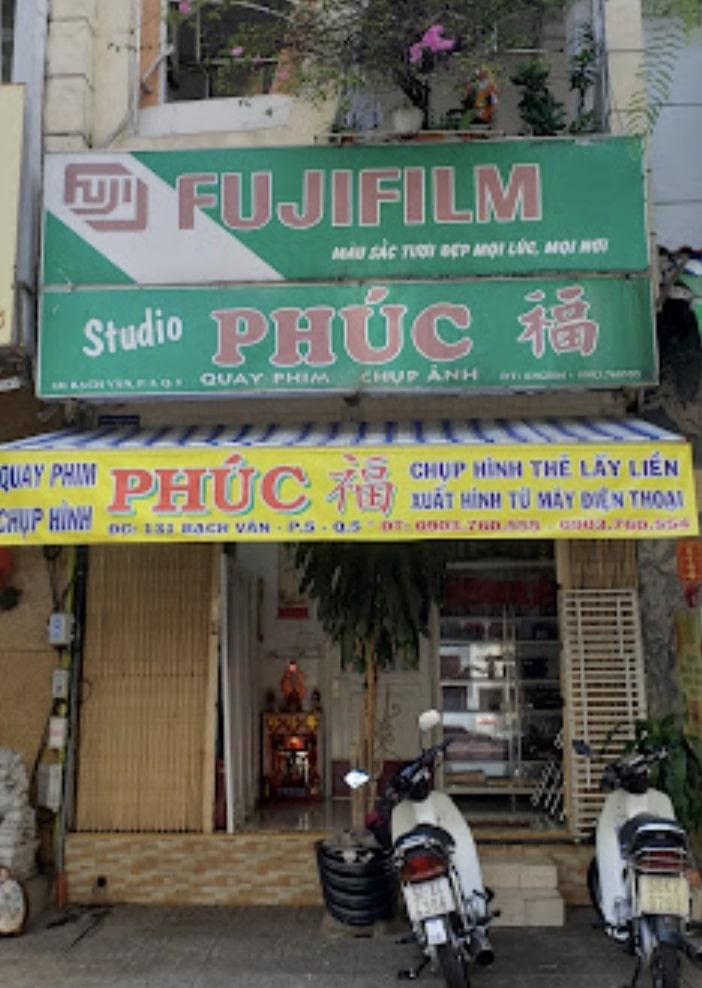 FUJI FUJIFILM
MÀU SẮC TƯƠI ĐẸP MỌI LÚC, MỌI NƠI
Studio PHÚC 福
QUAY PHIM CHỤP ẢNH
QUAY PHIM
CHỤP HÌNH
PHÚC 福
CHỤP HÌNH THẺ LẤY LIỀN
XUẤT HÌNH TỪ MÁY ĐIỆN THOẠI
ĐC: 131 BẠCH VÂN - P.5 - Q.5 * ĐT: 0903.760.555 - 0903.760.554